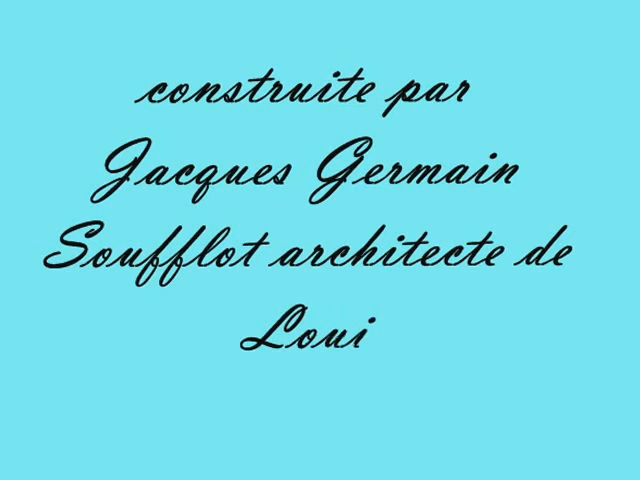 construite par
Jacques Germain
Soufflot architecte de
Loui